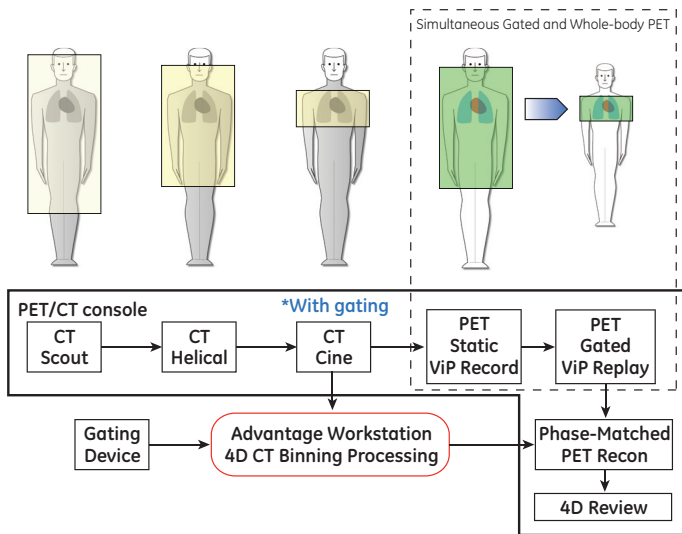 Simultaneous Gated and Whole-body PET
PET/CT console
*With gating
CT
Scout
CT
Helical
CT
Cine
PET
Static
ViP Record
PET
Gated
ViP Replay
Gating
Device
Advantage Workstation
4D CT Binning Processing
Phase-Matched
PET Recon
4D Review